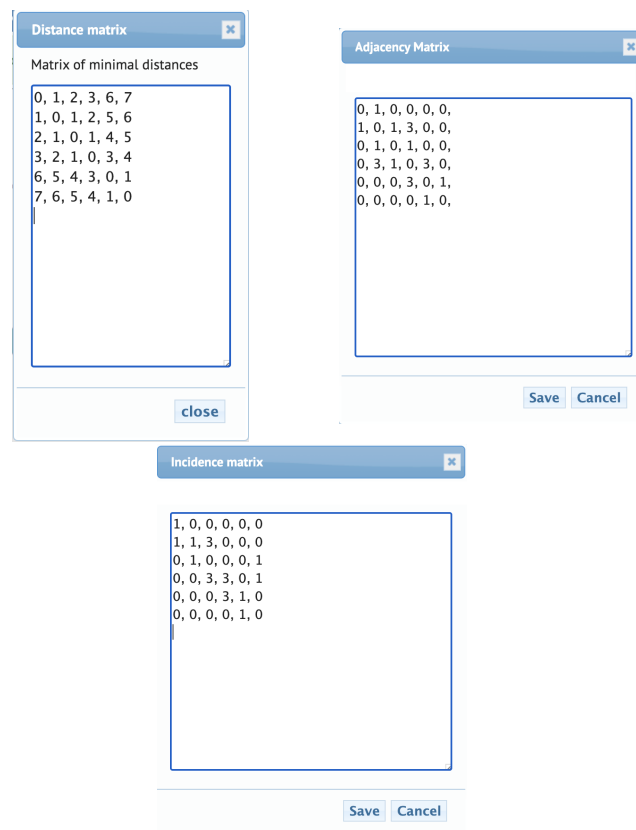 Distance matrix
Matrix of minimal distances
0, 1, 2, 3, 6, 7
1, 0, 1, 2, 5, 6
2, 1, 0, 1, 4, 5
3, 2, 1, 0, 3, 4
6, 5, 4, 3, 0, 1
7, 6, 5, 4, 1, 0
close
Adjacency Matrix
0, 1, 0, 0, 0, 0,
1, 0, 1, 3, 0, 0,
0, 1, 0, 1, 0, 0,
0, 3, 1, 0, 3, 0,
0, 0, 0, 3, 0, 1,
0, 0, 0, 0, 1, 0,
Save Cancel
Incidence matrix
1, 0, 0, 0, 0, 0
1, 1, 3, 0, 0, 0
0, 1, 0, 0, 0, 1
0, 0, 3, 3, 0, 1
0, 0, 0, 3, 1, 0
0, 0, 0, 0, 1, 0
Save Cancel